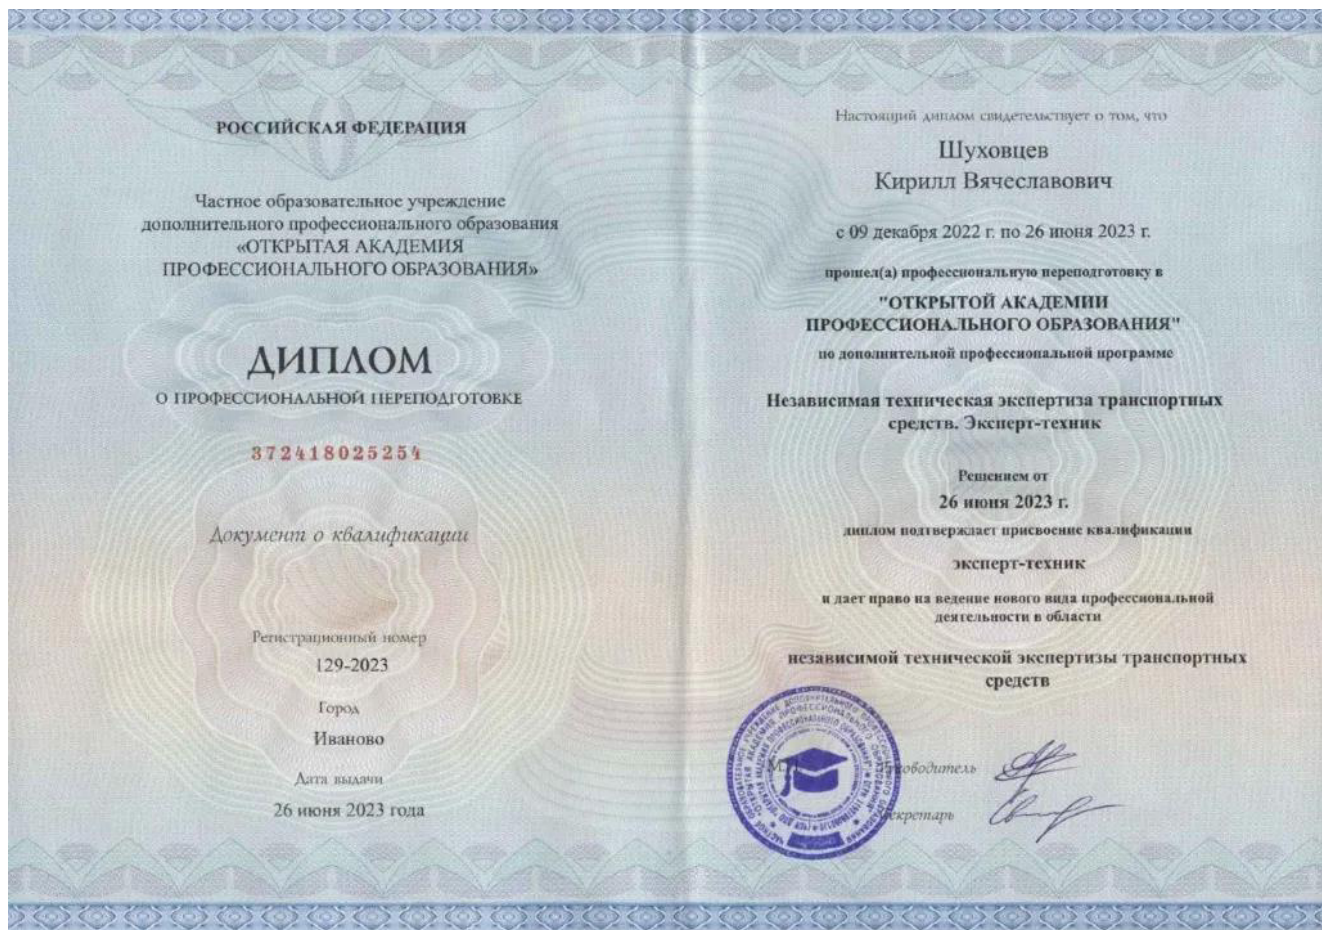 РОССИЙСКАЯ ФЕДЕРАЦИЯ
Частное образовательное учреждение
дополнительного профессионального образования
«ОТКРЫТАЯ АКАДЕМИЯ
ПРОФЕССИОНАЛЬНОГО ОБРАЗОВАНИЯ»
ДИПЛОМ
О ПРОФЕССИОНАЛЬНОЙ ПЕРЕПОДГОТОВКЕ
372418025254
Документ о квалификации
Регистрационный номер
129-2023
Город
Иваново
Дата выдачи
26 июня 2023 года
Настоящий диплом свидетельствует о том, что
Шуховцев
Кирилл Вячеславович
с 09 декабря 2022 г. по 26 июня 2023 г.
прошел(а) профессиональную переподготовку в
"ОТКРЫТОЙ АКАДЕМИИ
ПРОФЕССИОНАЛЬНОГО ОБРАЗОВАНИЯ"
по дополнительной профессиональной программе
Независимая техническая экспертиза транспортных
средств. Эксперт-техник
Решением от
26 июня 2023 г.
диплом подтверждает присвоение квалификации
эксперт-техник
и дает право на ведение нового вида профессиональной
деятельности в области
независимой технической экспертизы транспортных
средств
М.П.
Руководитель
Секретарь